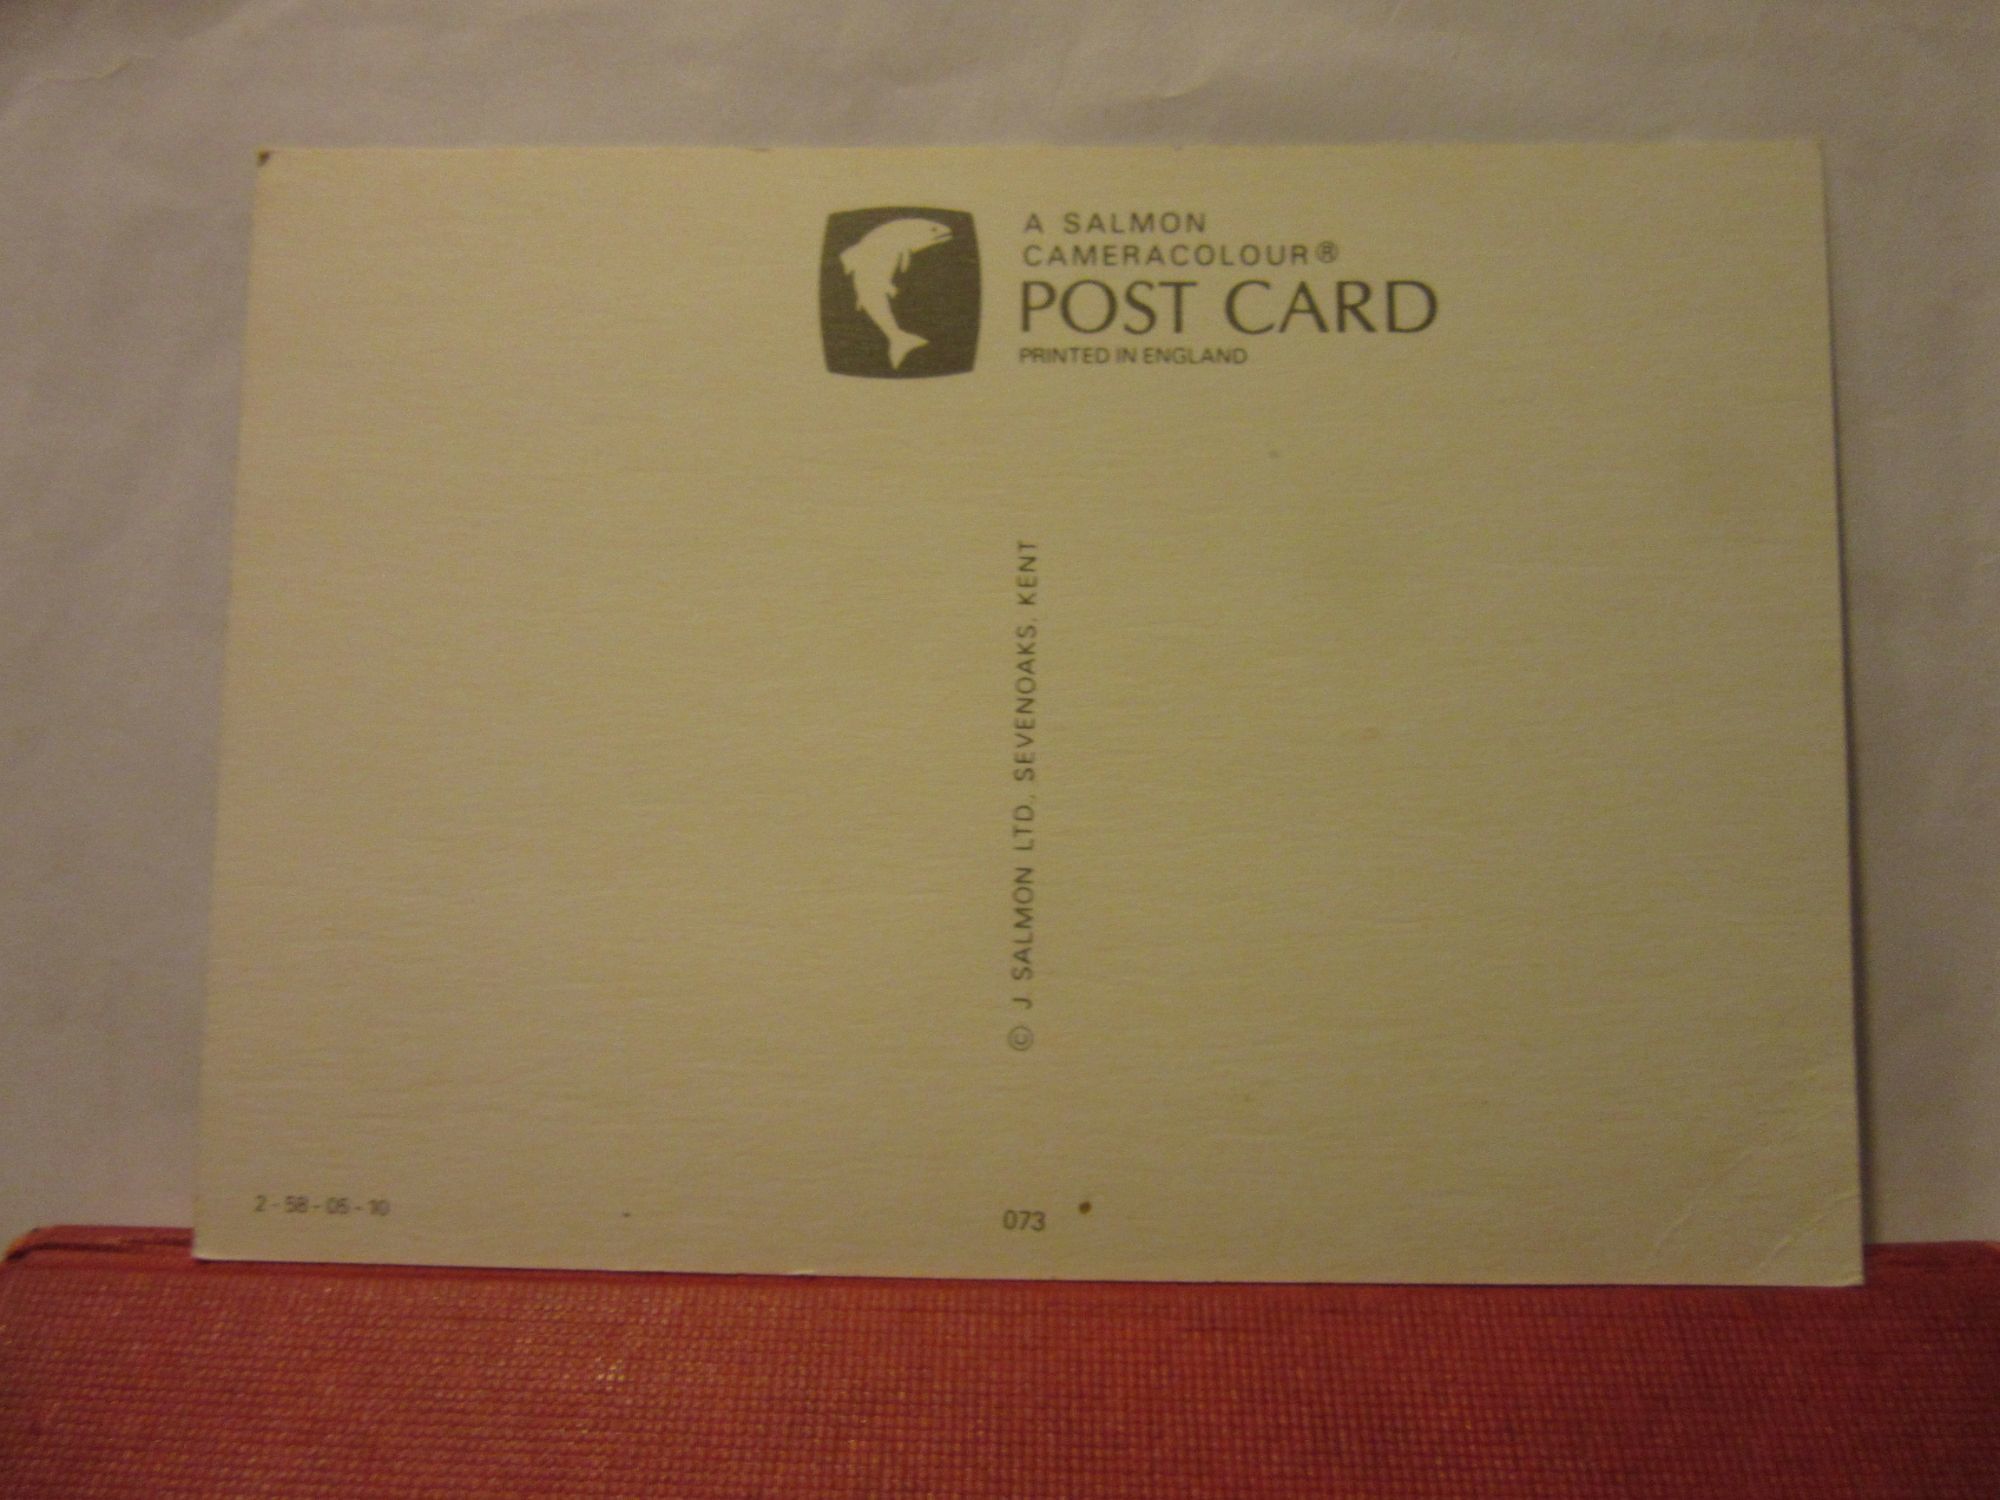 A SALMON
CAMERACOLOUR®
POST CARD
PRINTED IN ENGLAND
© J SALMON LTD., SEVENOAKS, KENT
2 - 58 - 05 - 10
073